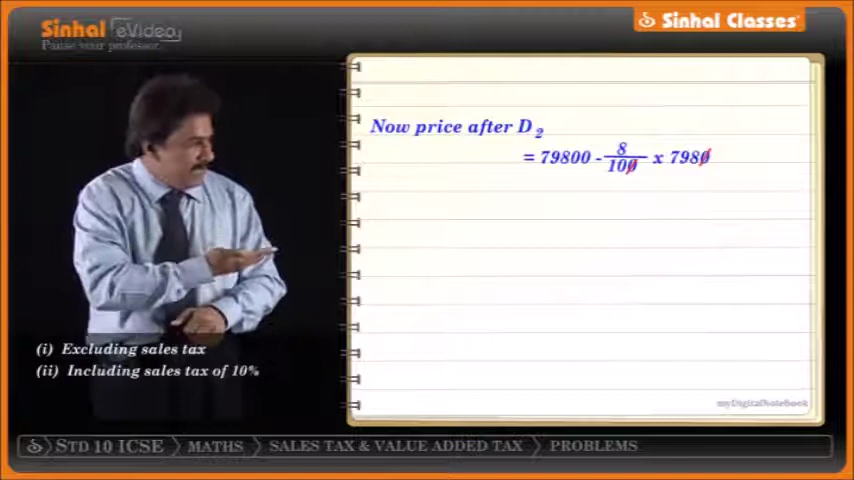 Sinhal eVideo
Pause your professor...
Sinhal Classes
Now price after D2
= 79800 - 8/100 x 7980
(i) Excluding sales tax
(ii) Including sales tax of 10%
myDigitalNoteBook
STD 10 ICSE MATHS SALES TAX & VALUE ADDED TAX PROBLEMS